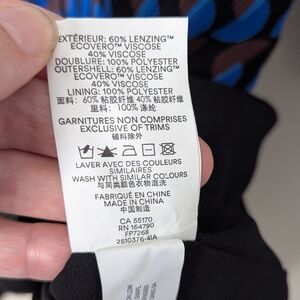 EXTÉRIEUR: 60% LENZING™
ECOVERO™ VISCOSE
40% VISCOSE
DOUBLURE: 100% POLYESTER
OUTERSHELL: 60% LENZING™
ECOVERO™ VISCOSE
40% VISCOSE
LINING: 100% POLYESTER
面料: 60% 粘胶纤维 40% 粘胶纤维
里料: 100% 涤纶
GARNITURES NON COMPRISES
EXCLUSIVE OF TRIMS
辅料除外
LAVER AVEC DES COULEURS
SIMILAIRES
WASH WITH SIMILAR COLOURS
与同类颜色衣物混洗
FABRIQUÉ EN CHINE
MADE IN CHINA
中国制造
CA 55170
RN 164790
FP7268
2510376-41A